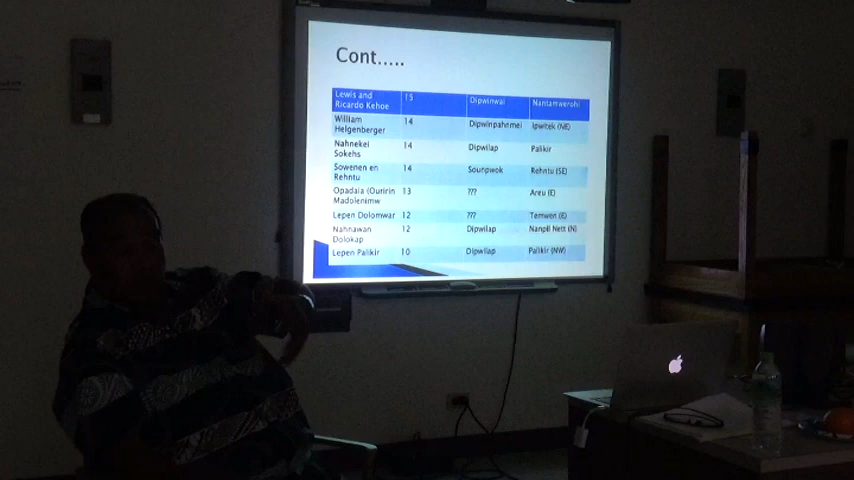 Cont.....
Lewis and Ricardo Kehoe 15 Dipwinwai Nantamwerohi
William Helgenberger 14 Dipwinpahnmei Ipwitek (NE)
Nahnekei Sokehs 14 Dipwilap Palikir
Sowenen en Rehntu 14 Sounpwok Rehntu (SE)
Opadaia (Ouririn Madolenimw 13 ??? Areu (E)
Lepen Dolomwar 12 ??? Temwen (E)
Nahnawan Dolokap 12 Dipwilap Nanpil Nett (N)
Lepen Palikir 10 Dipwilap Palikir (NW)